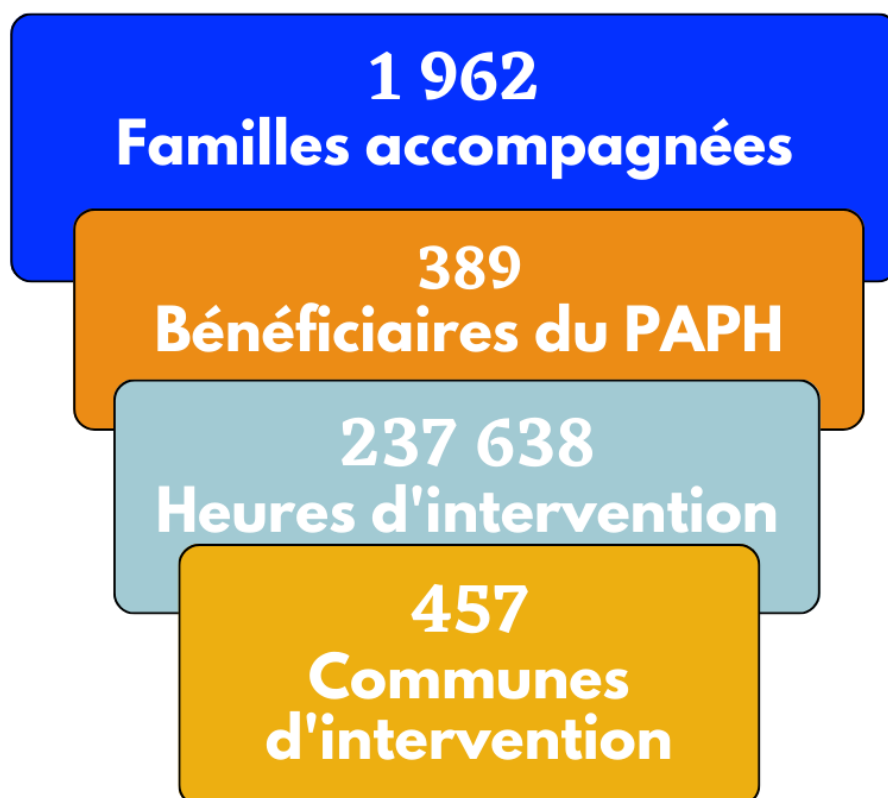 1 962
Familles accompagnées
389
Bénéficiaires du PAPH
237 638
Heures d'intervention
457
Communes
d'intervention